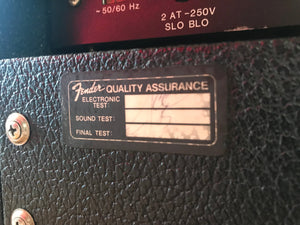 ~50/60 Hz
2 AT-250V
SLO BLO
Fender QUALITY ASSURANCE
ELECTRONIC
TEST:
SOUND TEST:
FINAL TEST: